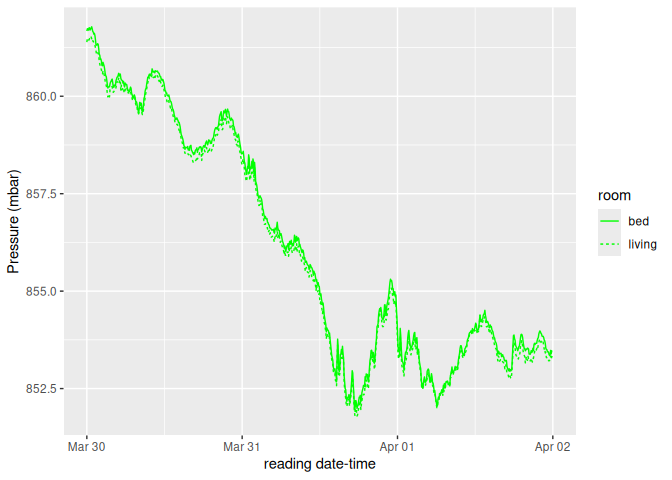 860.0
857.5
855.0
852.5
Pressure (mbar)
Mar 30
Mar 31
Apr 01
Apr 02
reading date-time
room
bed
living